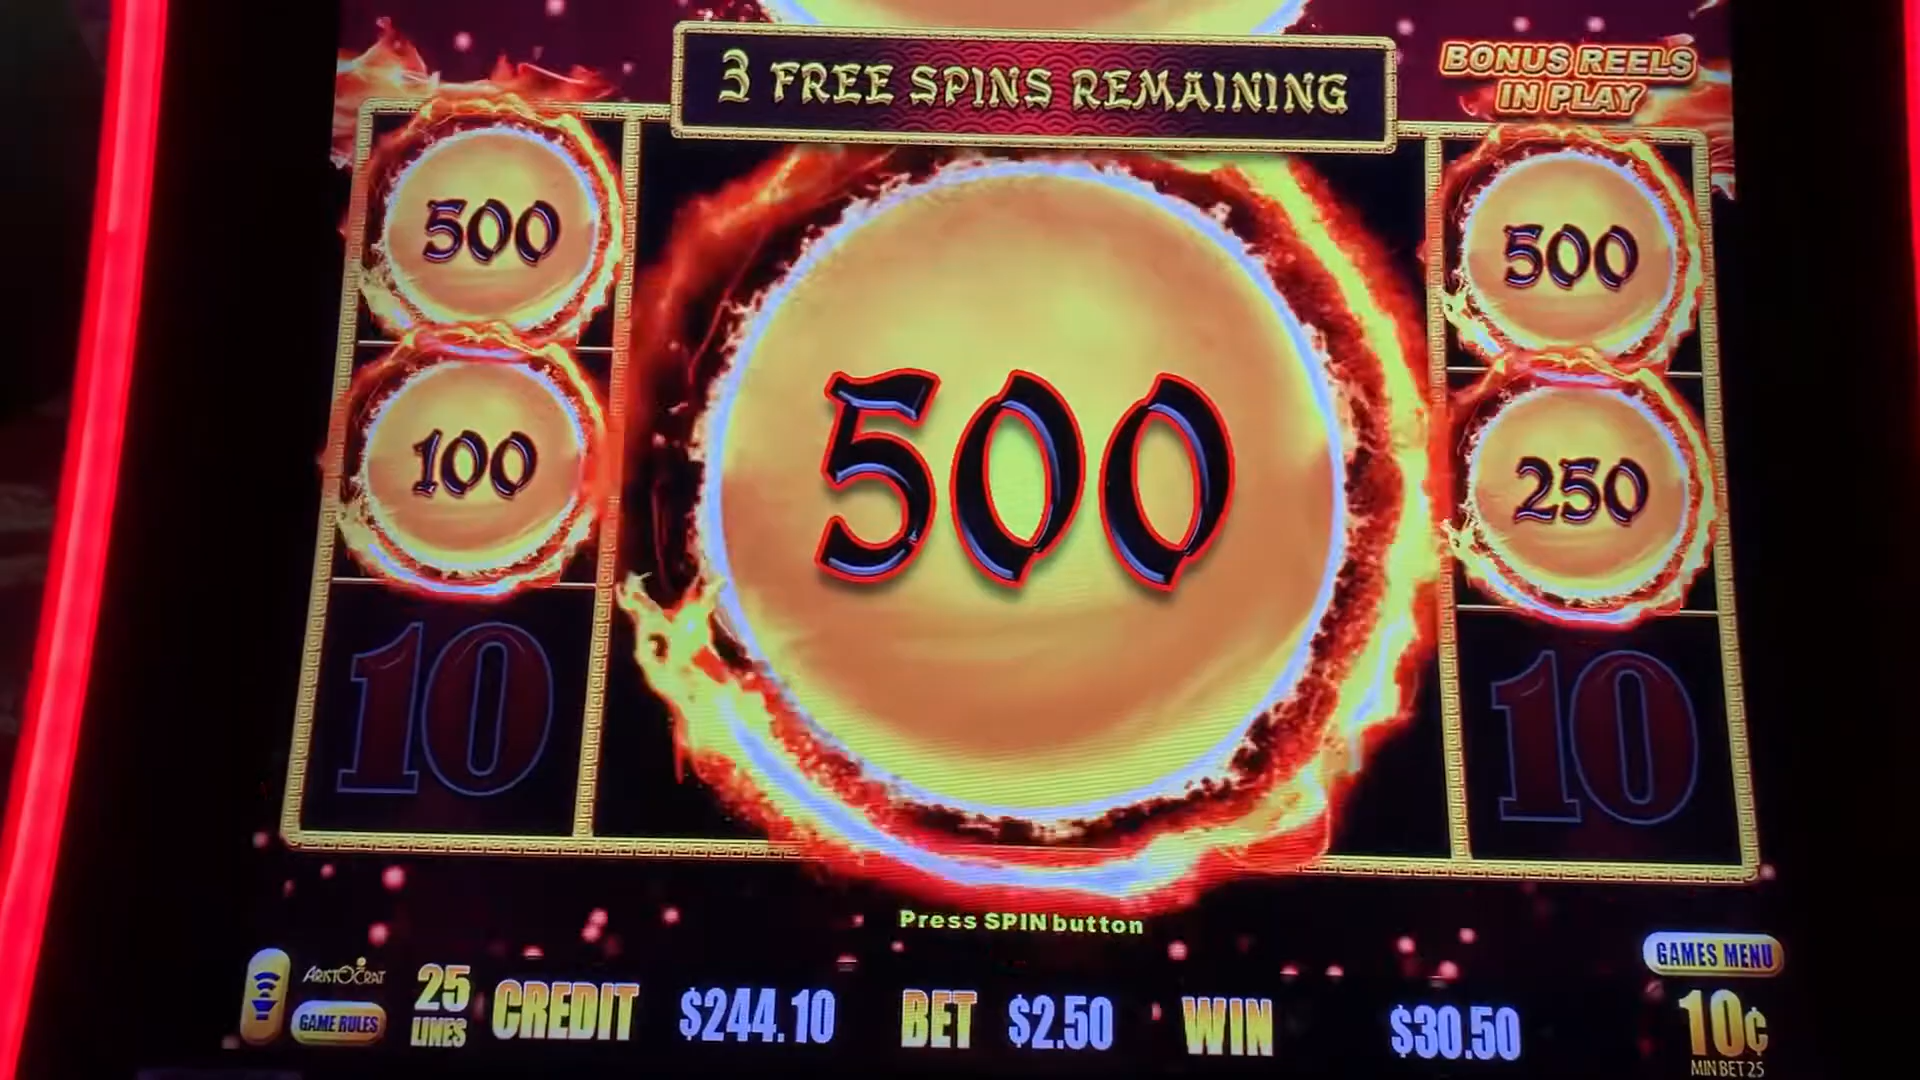 3 FREE SPINS REMAINING
BONUS REELS
IN PLAY
500
500
100
500
250
10
10
Press SPIN button
ARISTOCRAT
GAME RULES
25
LINES
CREDIT $244.10 BET $2.50 WIN $30.50
GAMES MENU
10¢
MIN BET 25